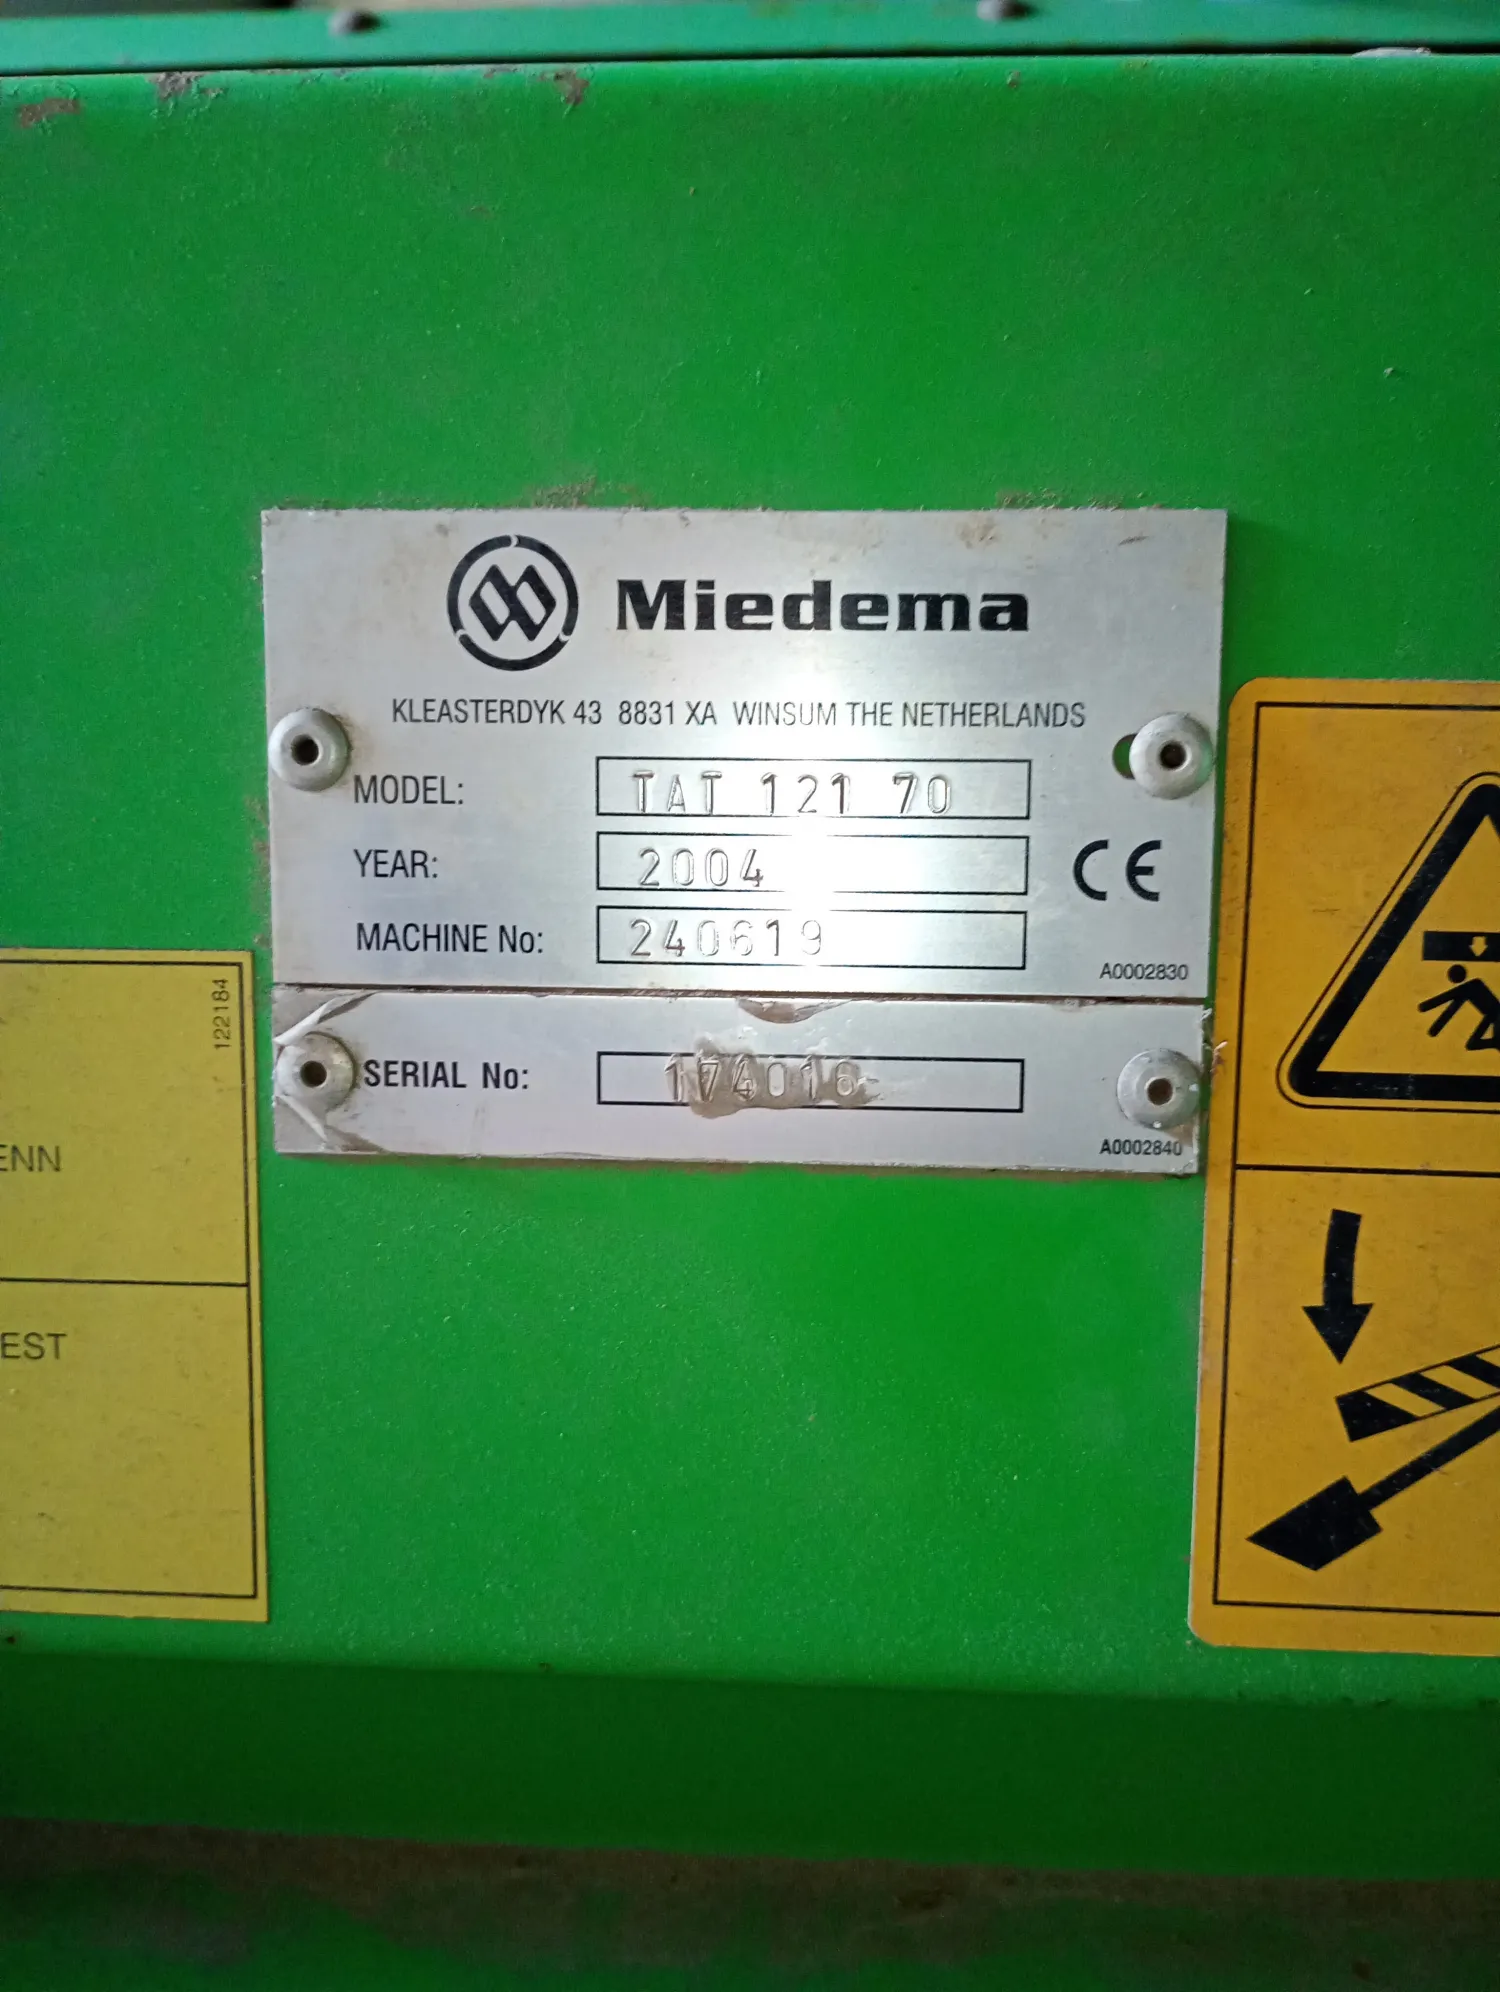 Miedema
KLEASTERDYK 43 8831 XA WINSUM THE NETHERLANDS
MODEL: TAT 121 70
YEAR: 2004
CE
MACHINE No: 240619
A0002830
SERIAL No: 174016
A0002840
122184
ENN
EST